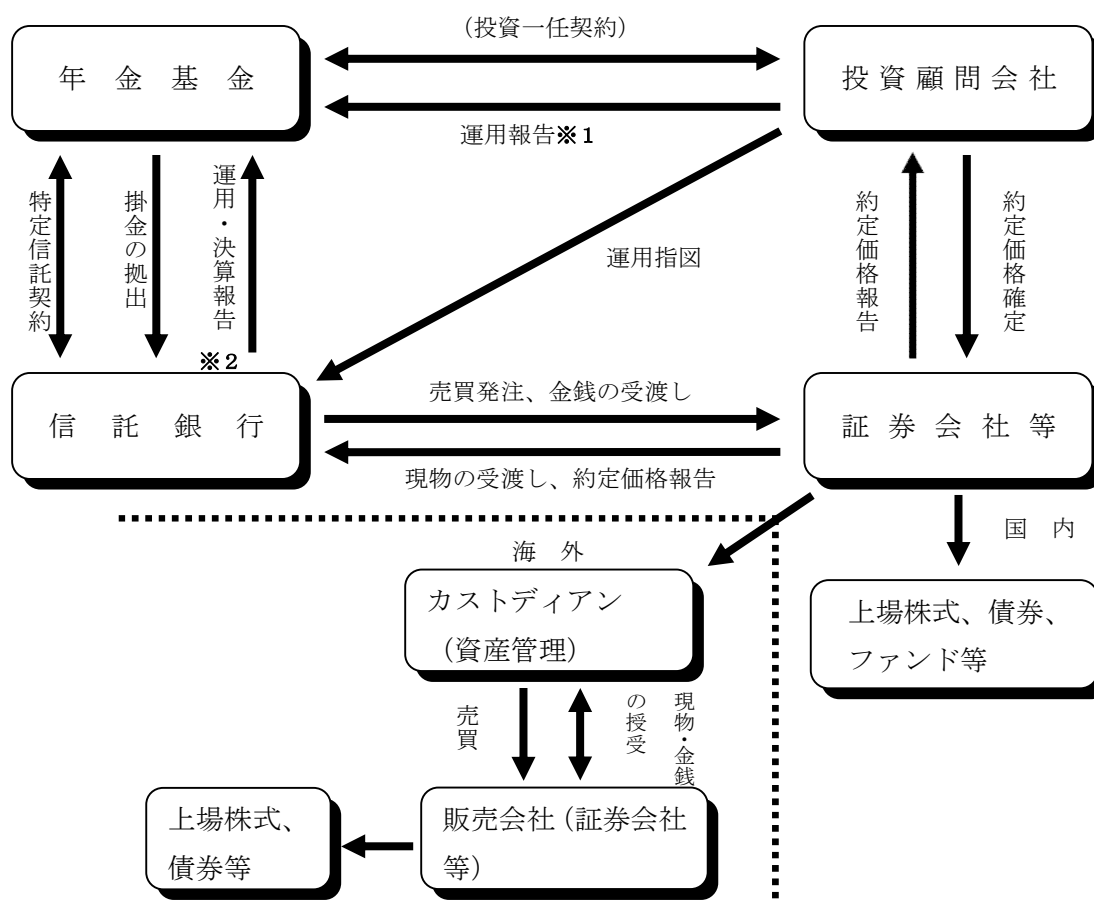 (投資一任契約)
年金基金
投資顧問会社
運用報告※1
特定信託契約
掛金の拠出
運用・決算報告
※2
運用指図
約定価格報告
約定価格確定
信託銀行
売買発注、金銭の受渡し
証券会社等
現物の受渡し、約定価格報告
国内
海外
カストディアン
(資産管理)
上場株式、債券、
ファンド等
売買
現物・金銭
の授受
上場株式、
債券等
販売会社(証券会社
等)